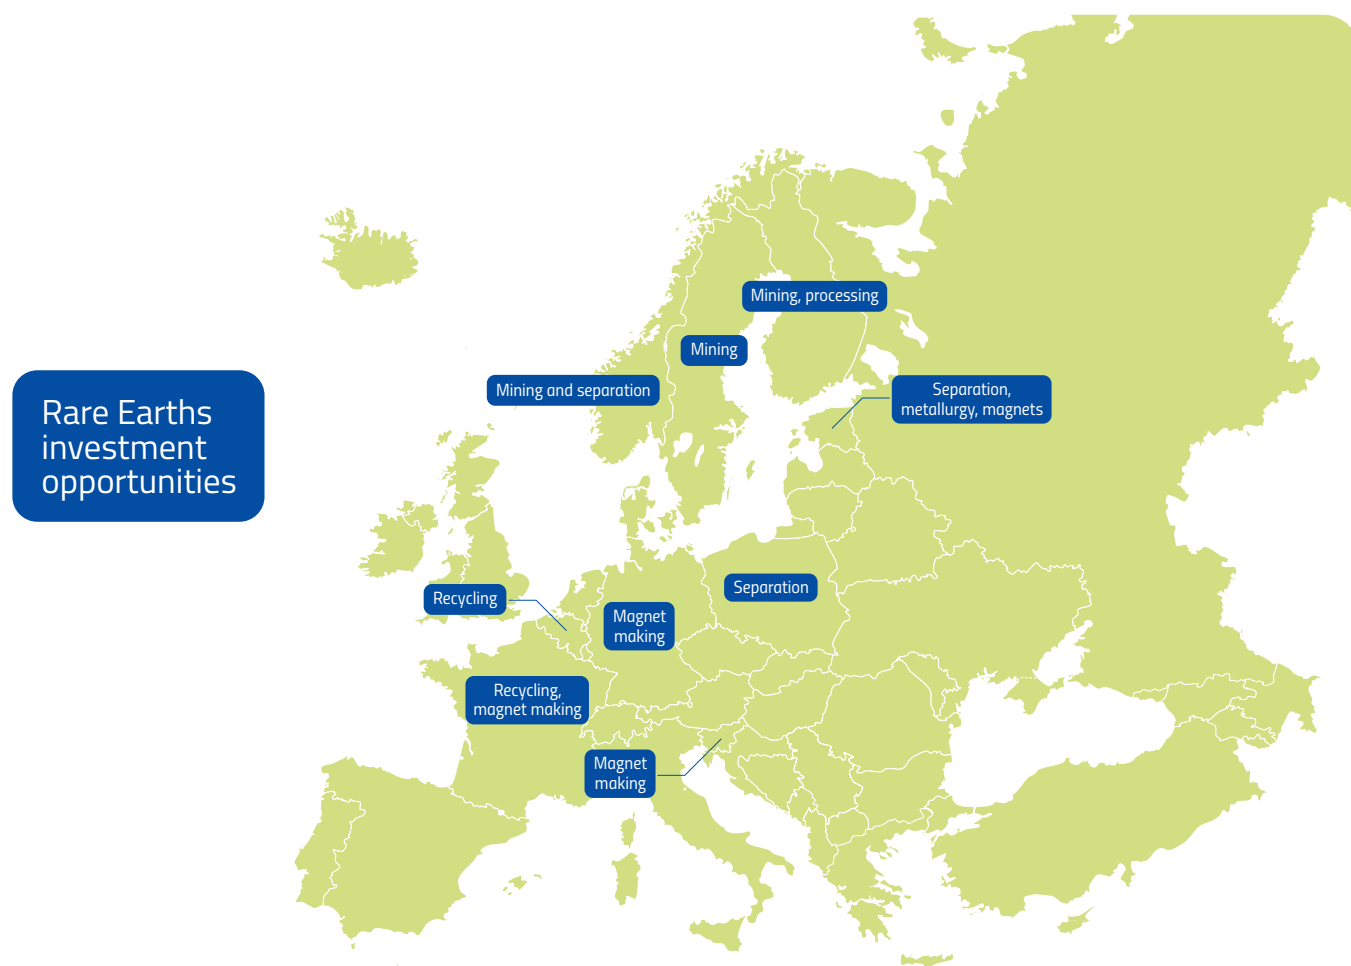 Rare Earths
investment
opportunities
Mining, processing
Mining
Mining and separation
Separation,
metallurgy, magnets
Separation
Recycling
Magnet
making
Recycling,
magnet making
Magnet
making